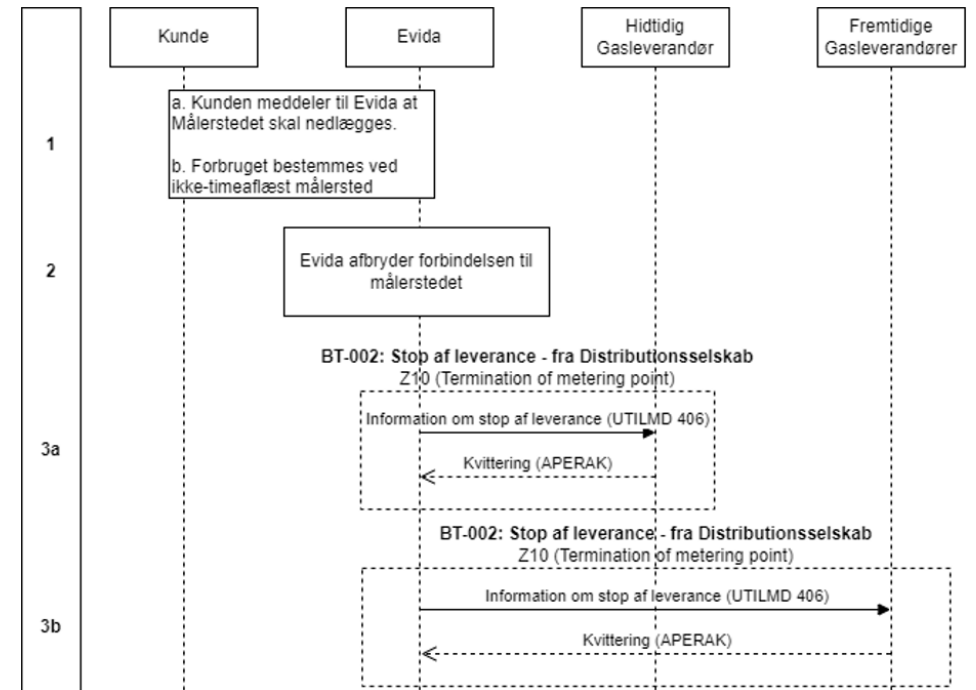 Kunde
Evida
Hidtidig
Gasleverandør
Fremtidige
Gasleverandører
1
a. Kunden meddeler til Evida at
Målerstedet skal nedlægges.
b. Forbruget bestemmes ved
ikke-timeaflæst målersted
2
Evida afbryder forbindelsen til
målerstedet
3a
BT-002: Stop af leverance - fra Distributionsselskab
Z10 (Termination of metering point)
Information om stop af leverance (UTILMD 406)
Kvittering (APERAK)
3b
BT-002: Stop af leverance - fra Distributionsselskab
Z10 (Termination of metering point)
Information om stop af leverance (UTILMD 406)
Kvittering (APERAK)